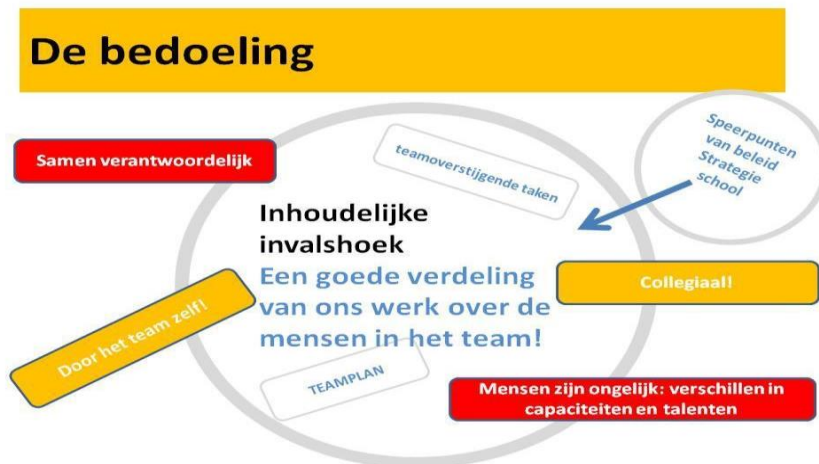 De bedoeling
Samen verantwoordelijk
teamoverstijgende taken
Speerpunten
van beleid
Strategie
school
Inhoudelijke
invalshoek
Een goede verdeling
van ons werk over de
mensen in het team!
Collegiaal!
Door het team zelf!
TEAMPLAN
Mensen zijn ongelijk: verschillen in
capaciteiten en talenten